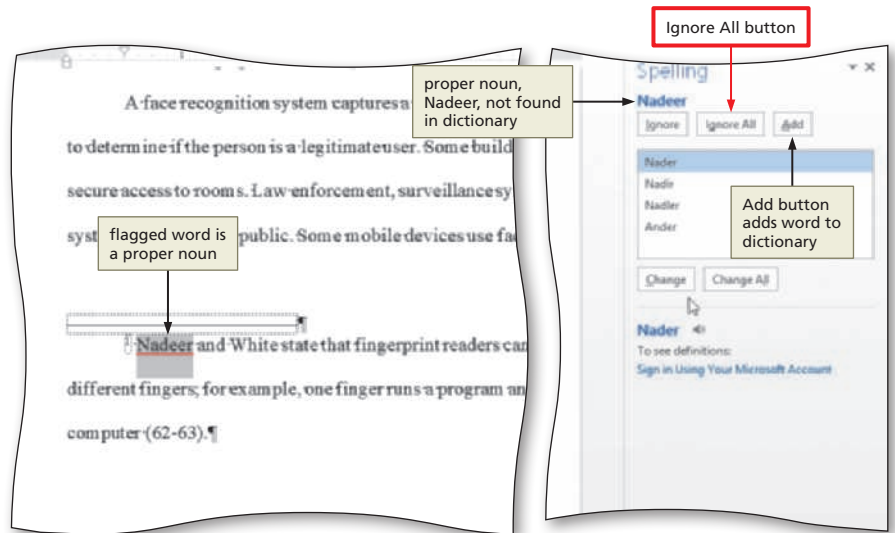 Ignore All button
proper noun,
Nadeer, not found
in dictionary
Spelling
Nadeer
Ignore Ignore All Add
Nader
Nadir
Nadler
Ander
Add button
adds word to
dictionary
Change Change All
Nader
To see definitions:
Sign in Using Your Microsoft Account
A face recognition system captures a
to determine if the person is a legitimate user. Some build
secure access to rooms. Law enforcement, surveillance sy
syst public. Some mobile devices use fa
flagged word is
a proper noun
1 Nadeer and White state that fingerprint readers can
different fingers; for example, one finger runs a program an
computer (62-63).¶